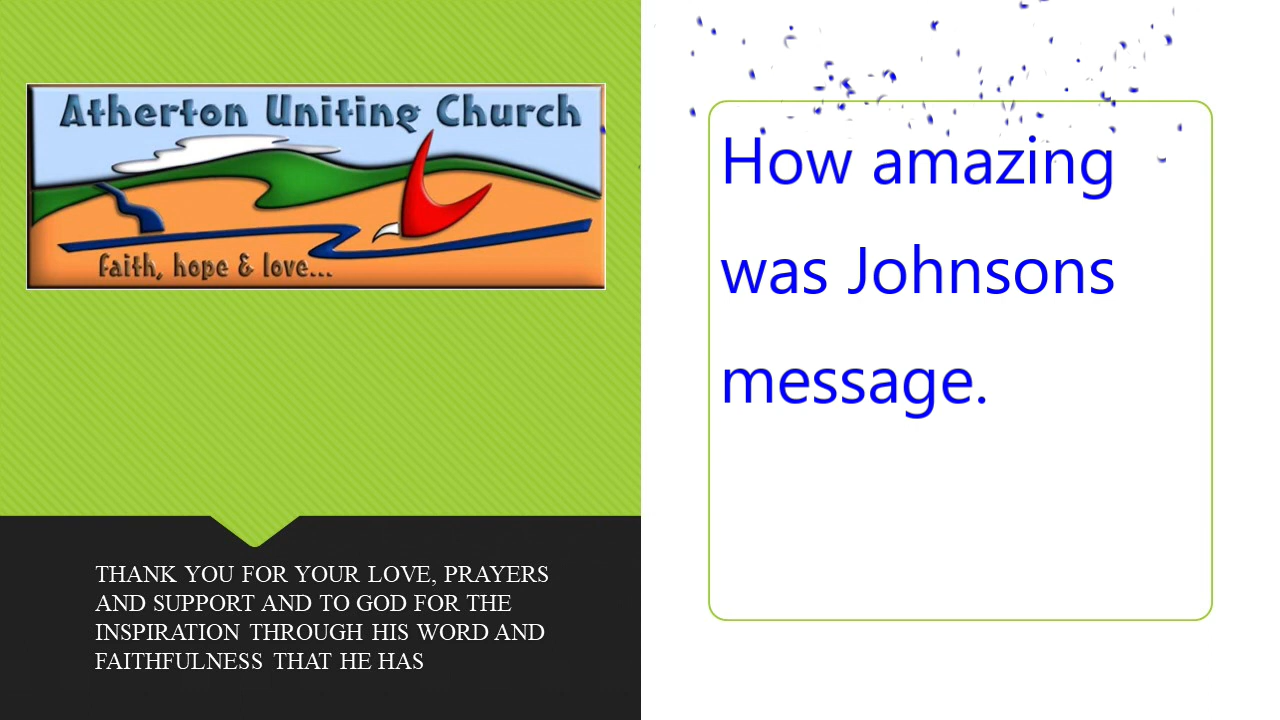 Atherton Uniting Church
faith, hope & love...
THANK YOU FOR YOUR LOVE, PRAYERS
AND SUPPORT AND TO GOD FOR THE
INSPIRATION THROUGH HIS WORD AND
FAITHFULNESS THAT HE HAS
How amazing
was Johnsons
message.